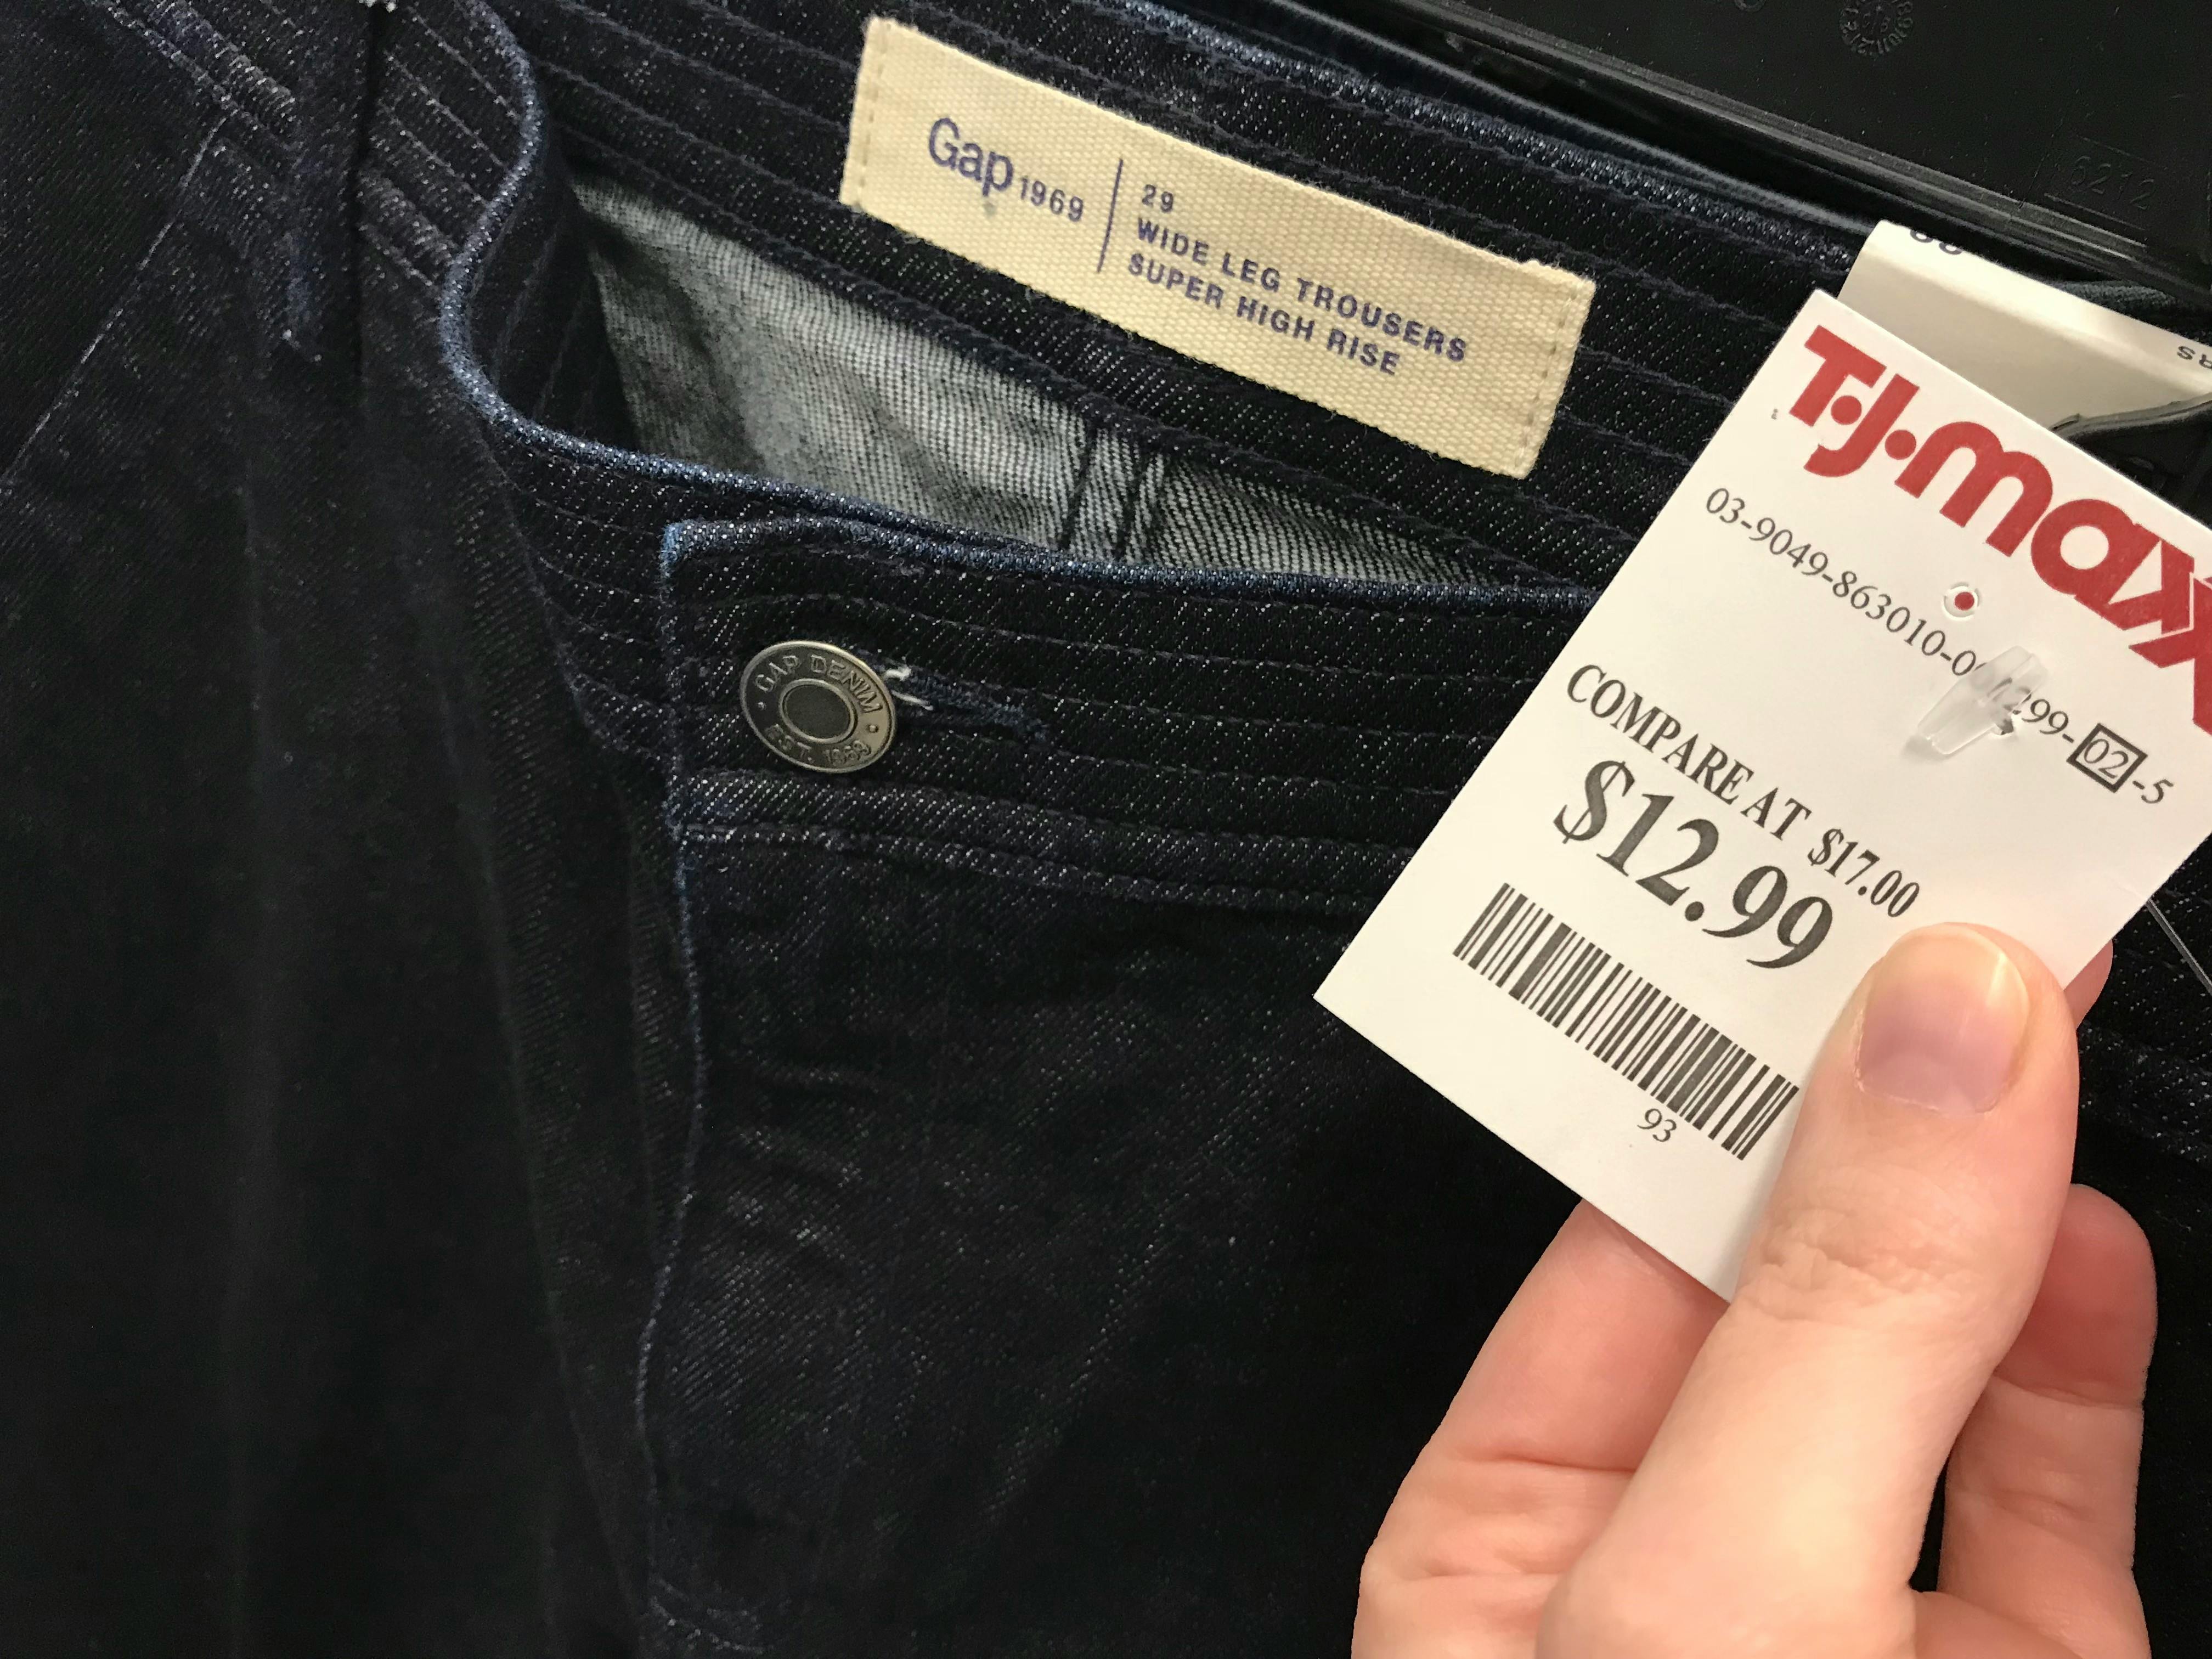 Gap 1969
29
WIDE LEG TROUSERS
SUPER HIGH RISE
GAP DENIM
EST. 1969
T·J·maxx
03-9049-863010-
299-02-5
COMPARE AT $17.00
$12.99
93
6212